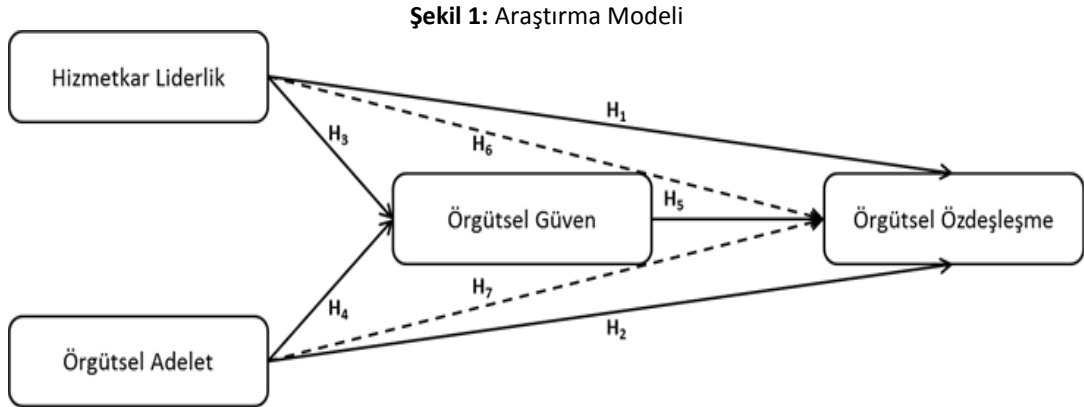 Şekil 1: Araştırma Modeli
Hizmetkar Liderlik
H₁
H₃
H₆
Örgütsel Güven
H₅
Örgütsel Özdeşleşme
H₇
H₄
H₂
Örgütsel Adelet